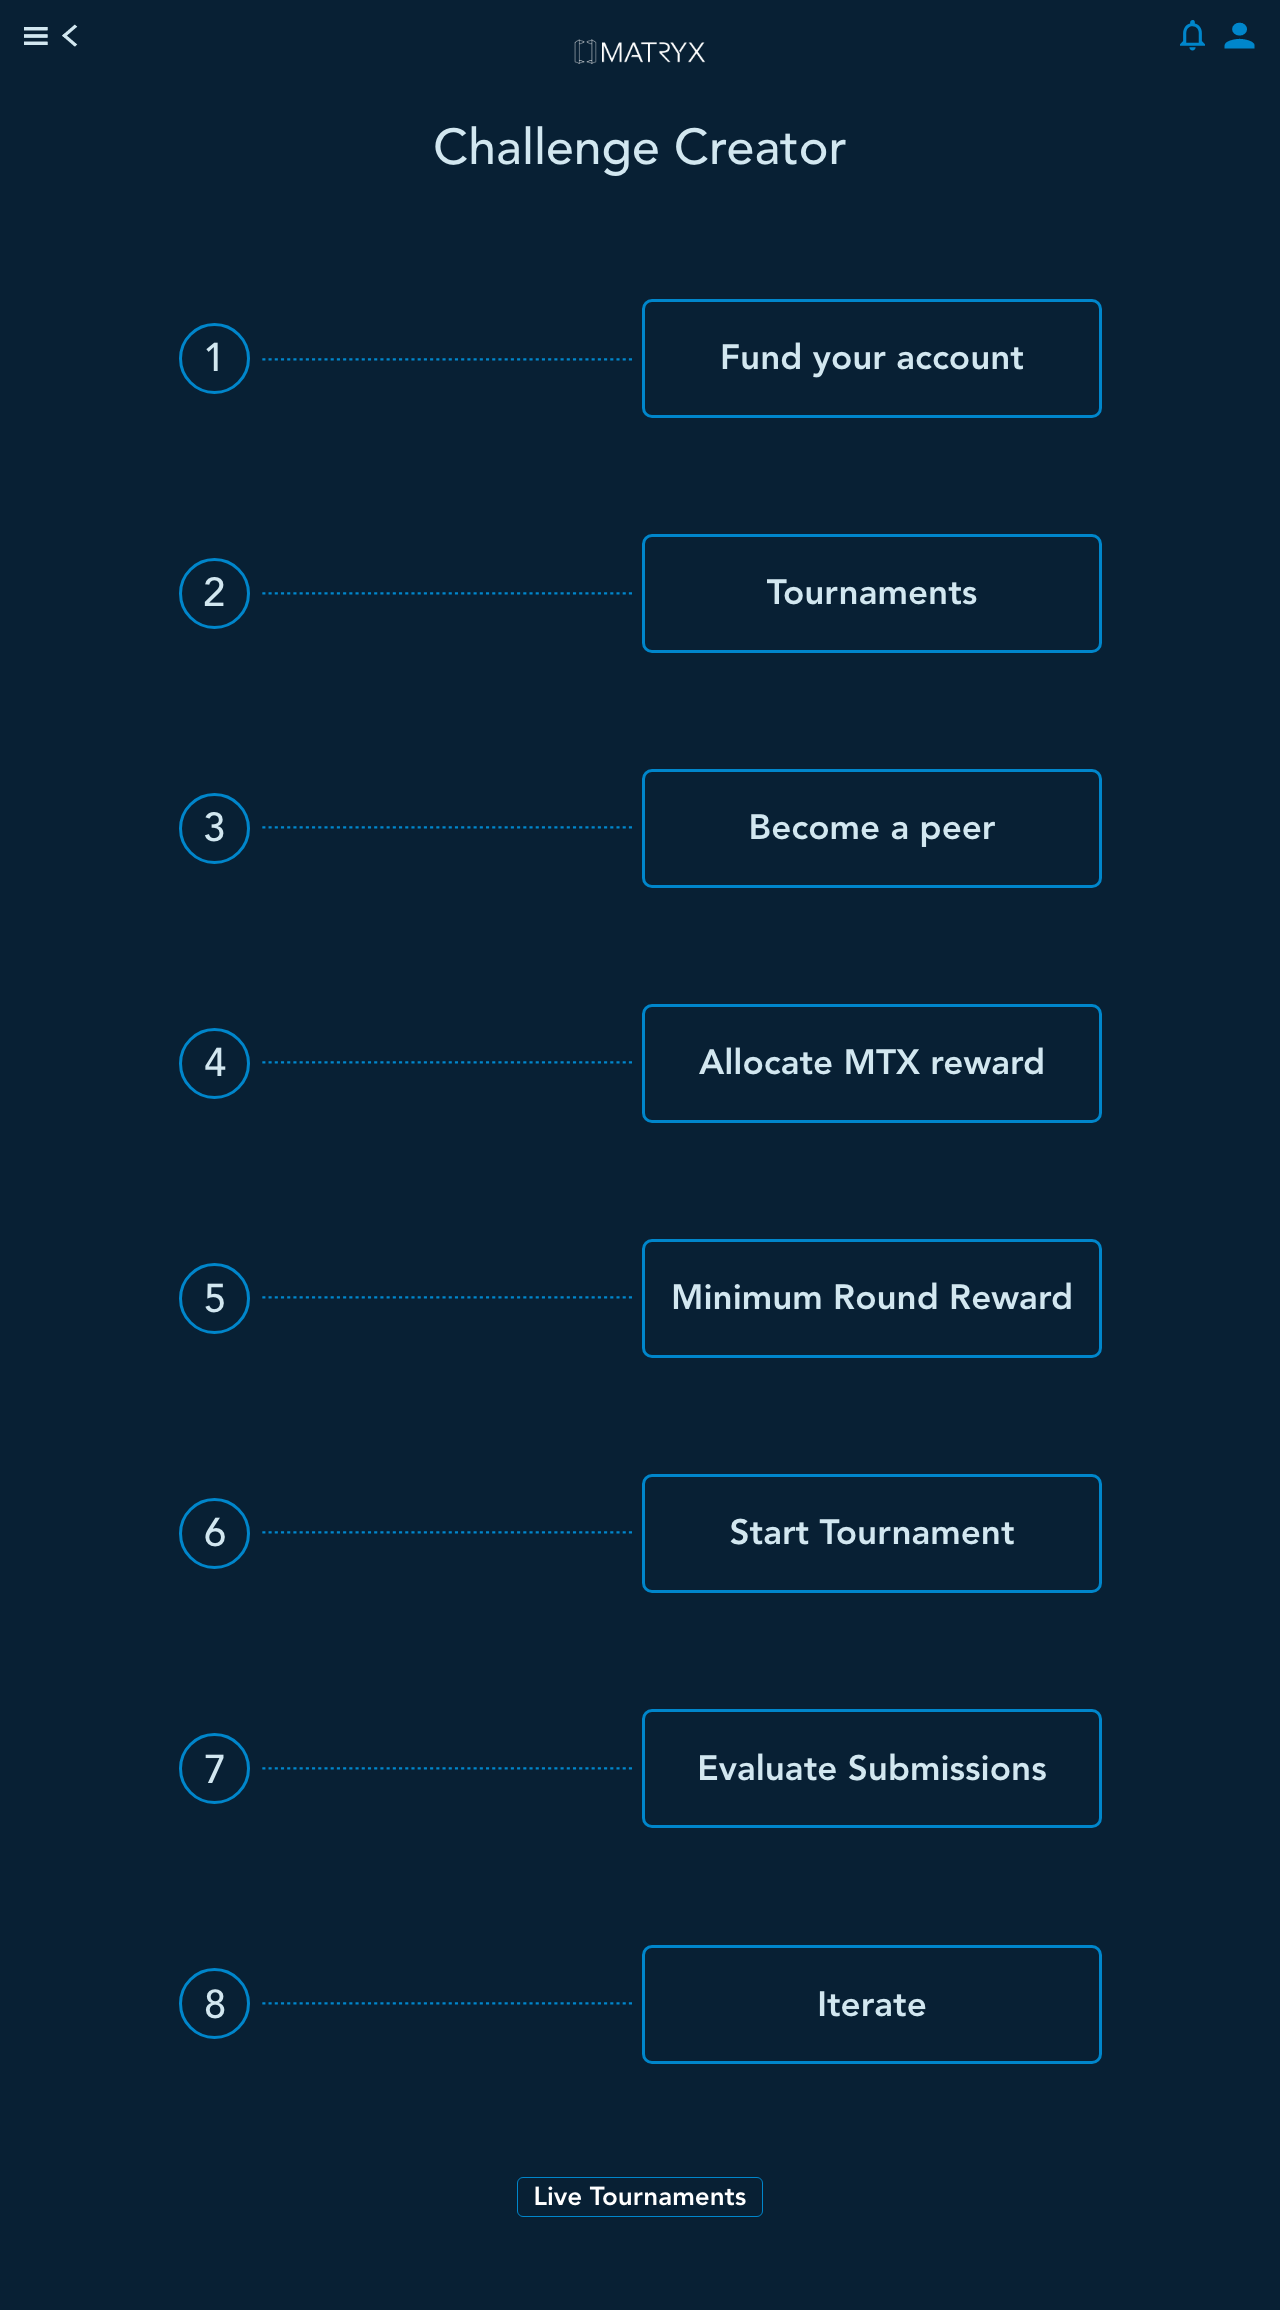 MATRYX
Challenge Creator
1
Fund your account
2
Tournaments
3
Become a peer
4
Allocate MTX reward
5
Minimum Round Reward
6
Start Tournament
7
Evaluate Submissions
8
Iterate
Live Tournaments